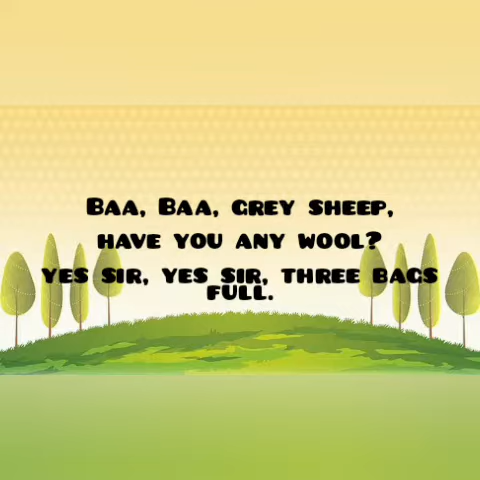 Baa, Baa, grey sheep,
have you any wool?
yes sir, yes sir, three bags
full.